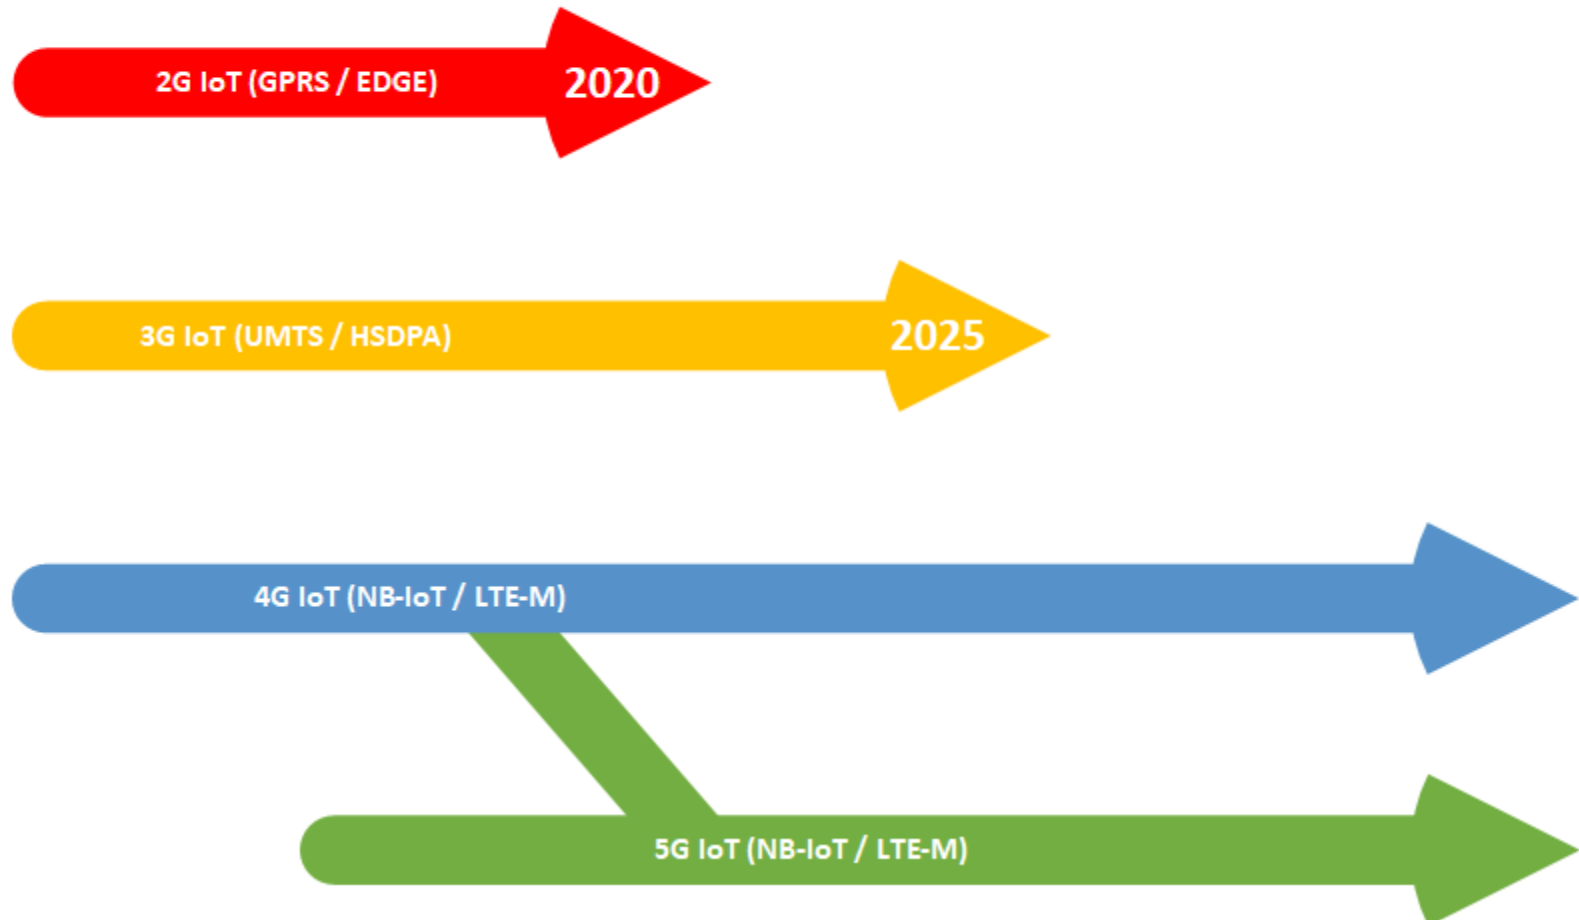 2G IoT (GPRS / EDGE)
2020
3G IoT (UMTS / HSDPA)
2025
4G IoT (NB-IoT / LTE-M)
5G IoT (NB-IoT / LTE-M)